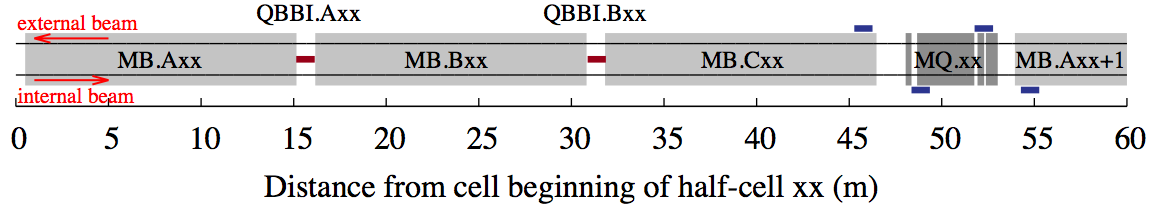 QBBI.Axx QBBI.Bxx
external beam
MB.Axx MB.Bxx MB.Cxx MQ.xx MB.Axx+1
internal beam
0 5 10 15 20 25 30 35 40 45 50 55 60
Distance from cell beginning of half-cell xx (m)